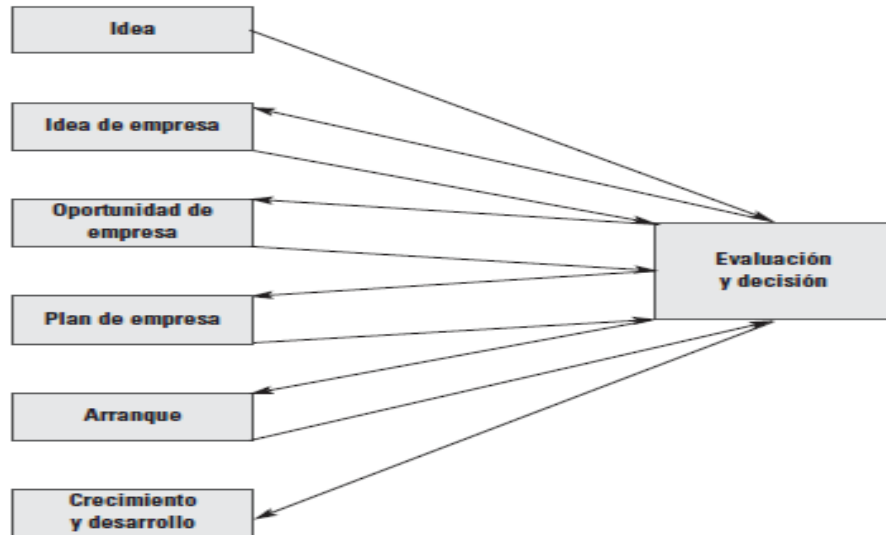 Idea
Idea de empresa
Oportunidad de
empresa
Evaluación
y decisión
Plan de empresa
Arranque
Crecimiento
y desarrollo